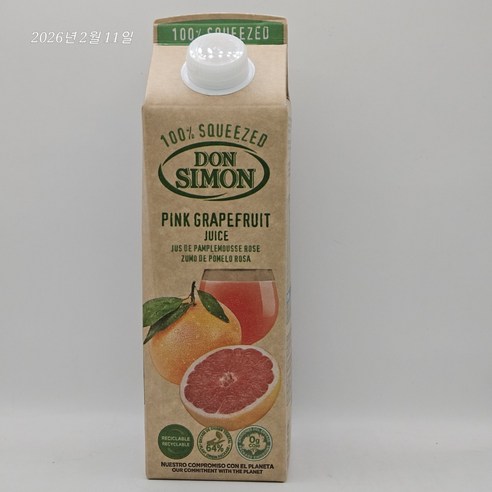 2026년 2월 11일
100% SQUEEZED
100% SQUEEZED
DON
SIMON
PINK GRAPEFRUIT
JUICE
JUS DE PAMPLEMOUSSE ROSE
ZUMO DE POMELO ROSA
RECICLABLE
RECYCLABLE
64%
0g
NUESTRO COMPROMISO CON EL PLANETA
OUR COMMITMENT WITH THE PLANET